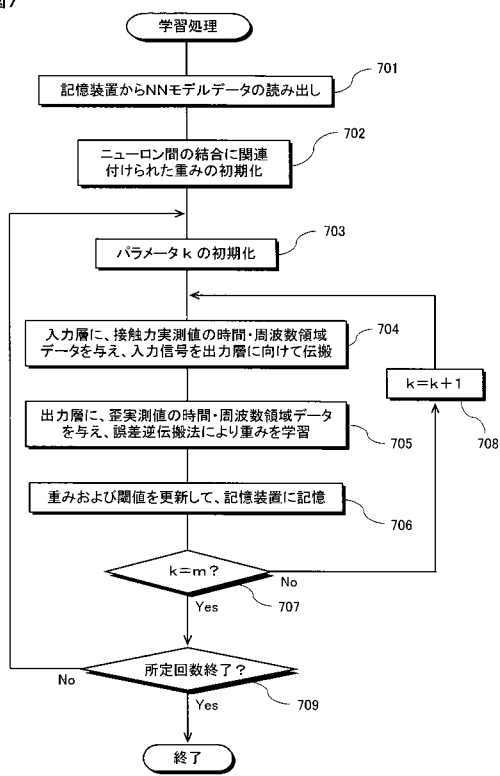 図7
学習処理
701
記憶装置からNNモデルデータの読み出し
702
ニューロン間の結合に関連
付けられた重みの初期化
703
パラメータkの初期化
704
入力層に、接触力実測値の時間・周波数領域
データを与え、入力信号を出力層に向けて伝搬
k=k+1
708
出力層に、歪実測値の時間・周波数領域データ
を与え、誤差逆伝搬法により重みを学習
705
重みおよび閾値を更新して、記憶装置に記憶
706
k=m?
No
707
Yes
所定回数終了?
No
709
Yes
終了